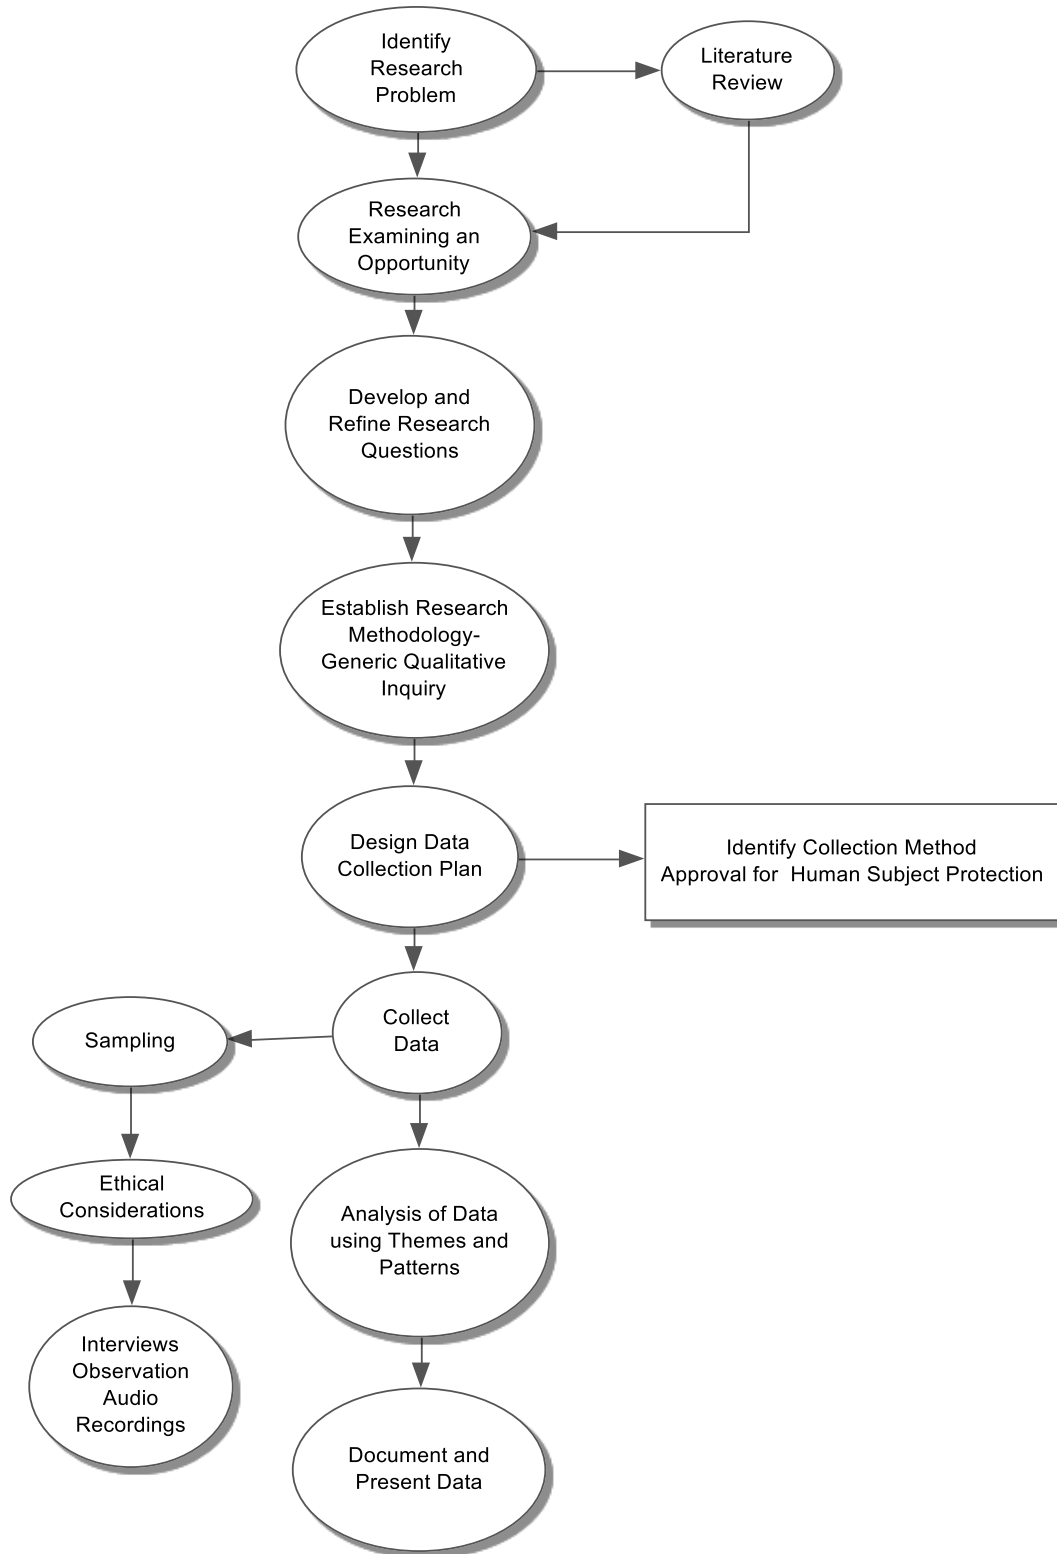 Identify
Research
Problem
Literature
Review
Research
Examining an
Opportunity
Develop and
Refine Research
Questions
Establish Research
Methodology-
Generic Qualitative
Inquiry
Design Data
Collection Plan
Identify Collection Method
Approval for  Human Subject Protection
Collect
Data
Sampling
Ethical
Considerations
Analysis of Data
using Themes and
Patterns
Interviews
Observation
Audio
Recordings
Document and
Present Data